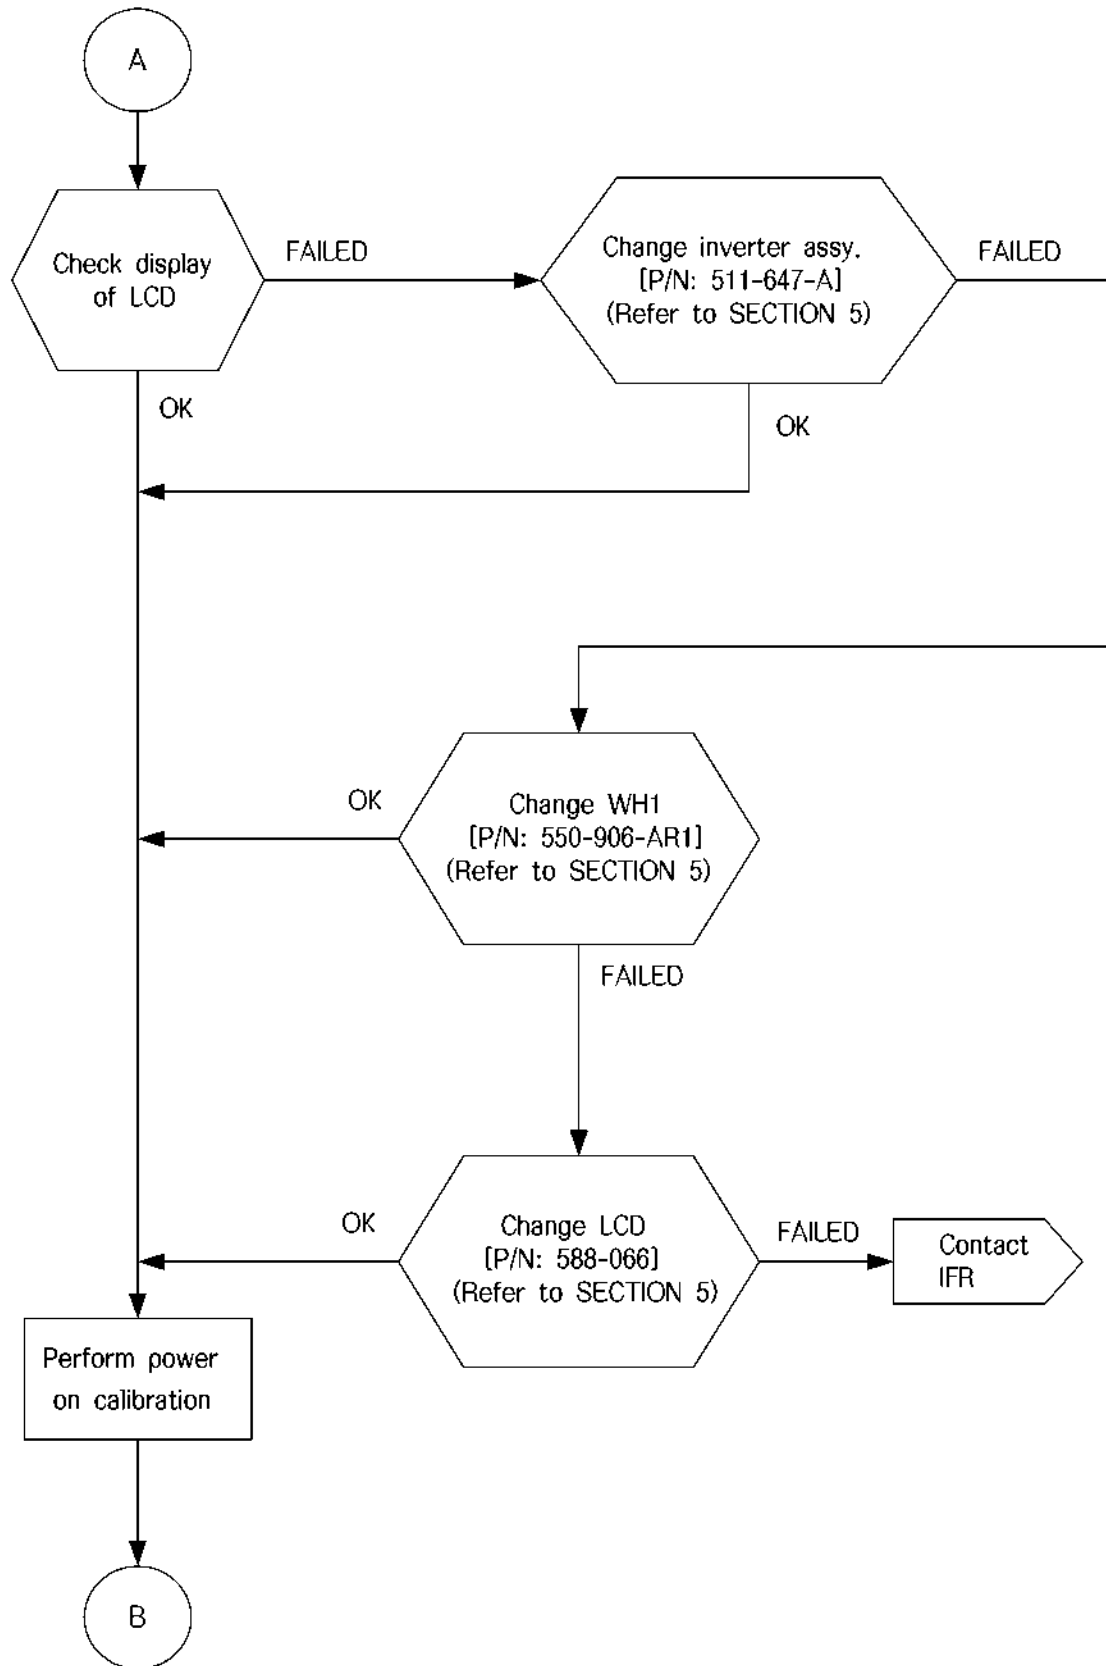 A
Check display
of LCD
FAILED
Change inverter assy.
[P/N: 511-647-A]
(Refer to SECTION 5)
FAILED
OK
OK
OK
Change WH1
[P/N: 550-906-AR1]
(Refer to SECTION 5)
FAILED
OK
Change LCD
[P/N: 588-066]
(Refer to SECTION 5)
FAILED
Contact
IFR
Perform power
on calibration
B